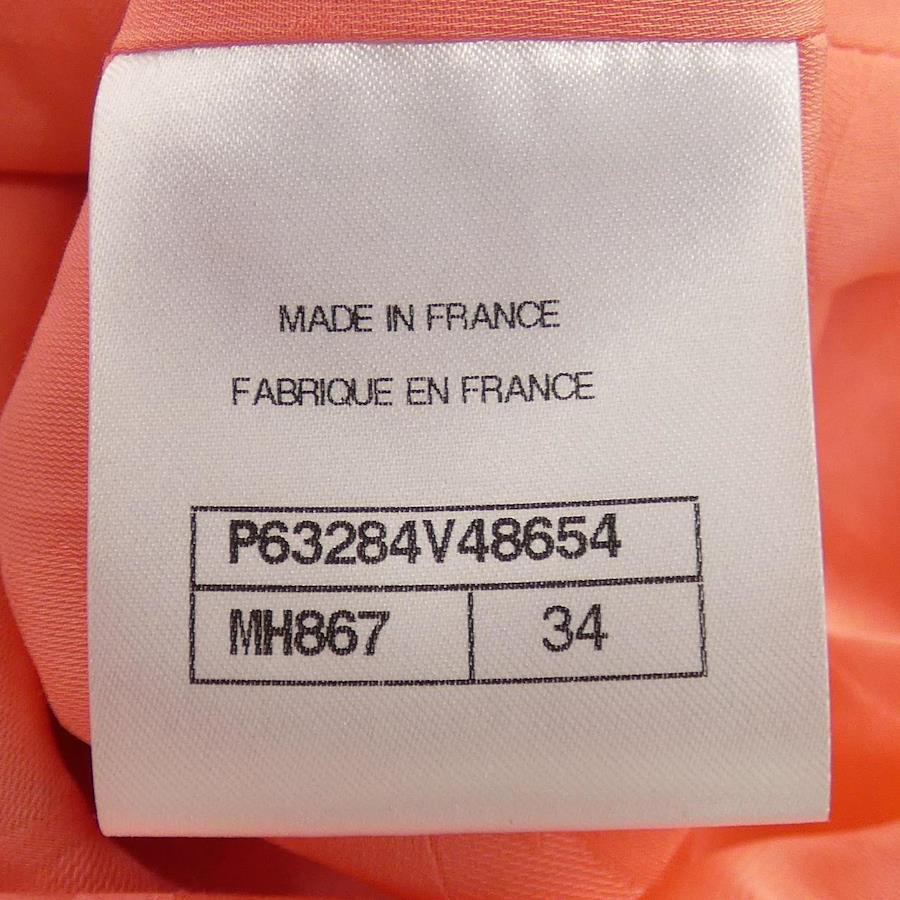 MADE IN FRANCE
FABRIQUE EN FRANCE
P63284V48654
MH867 34